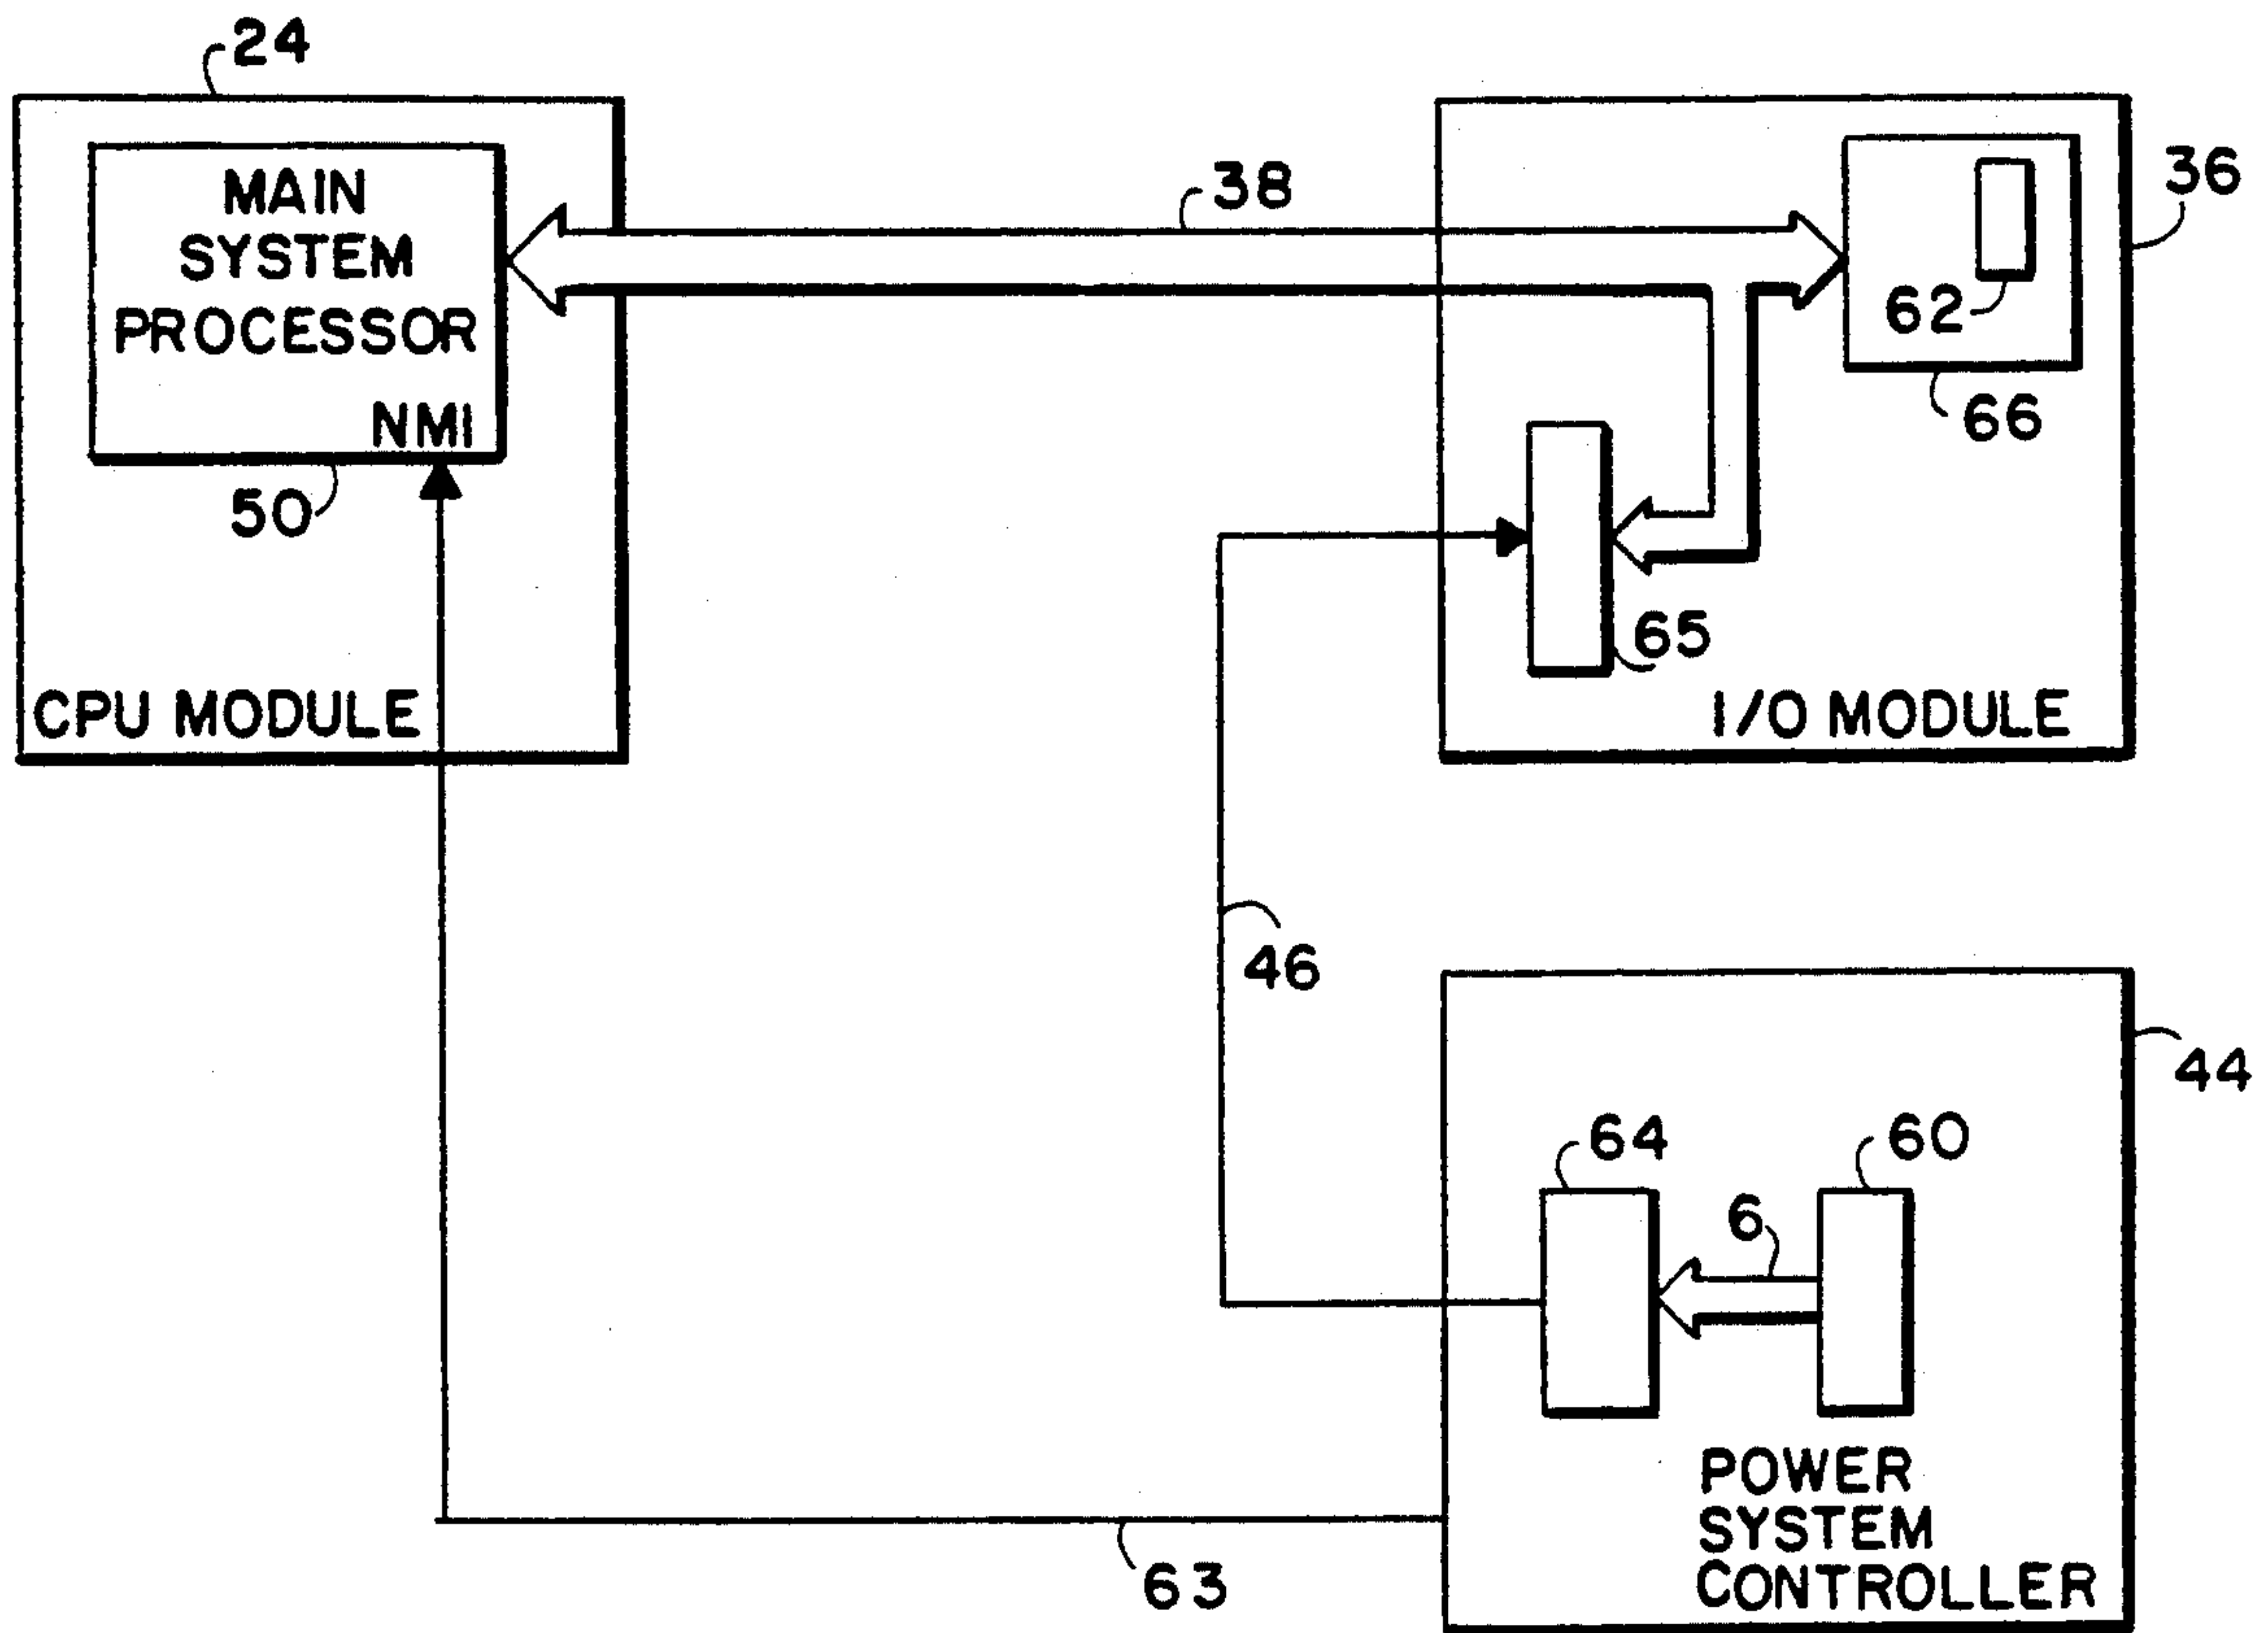 24
MAIN
SYSTEM
PROCESSOR
NMI
50
CPU MODULE
38
36
62
66
65
I/O MODULE
46
44
64
60
6
POWER
SYSTEM
CONTROLLER
63